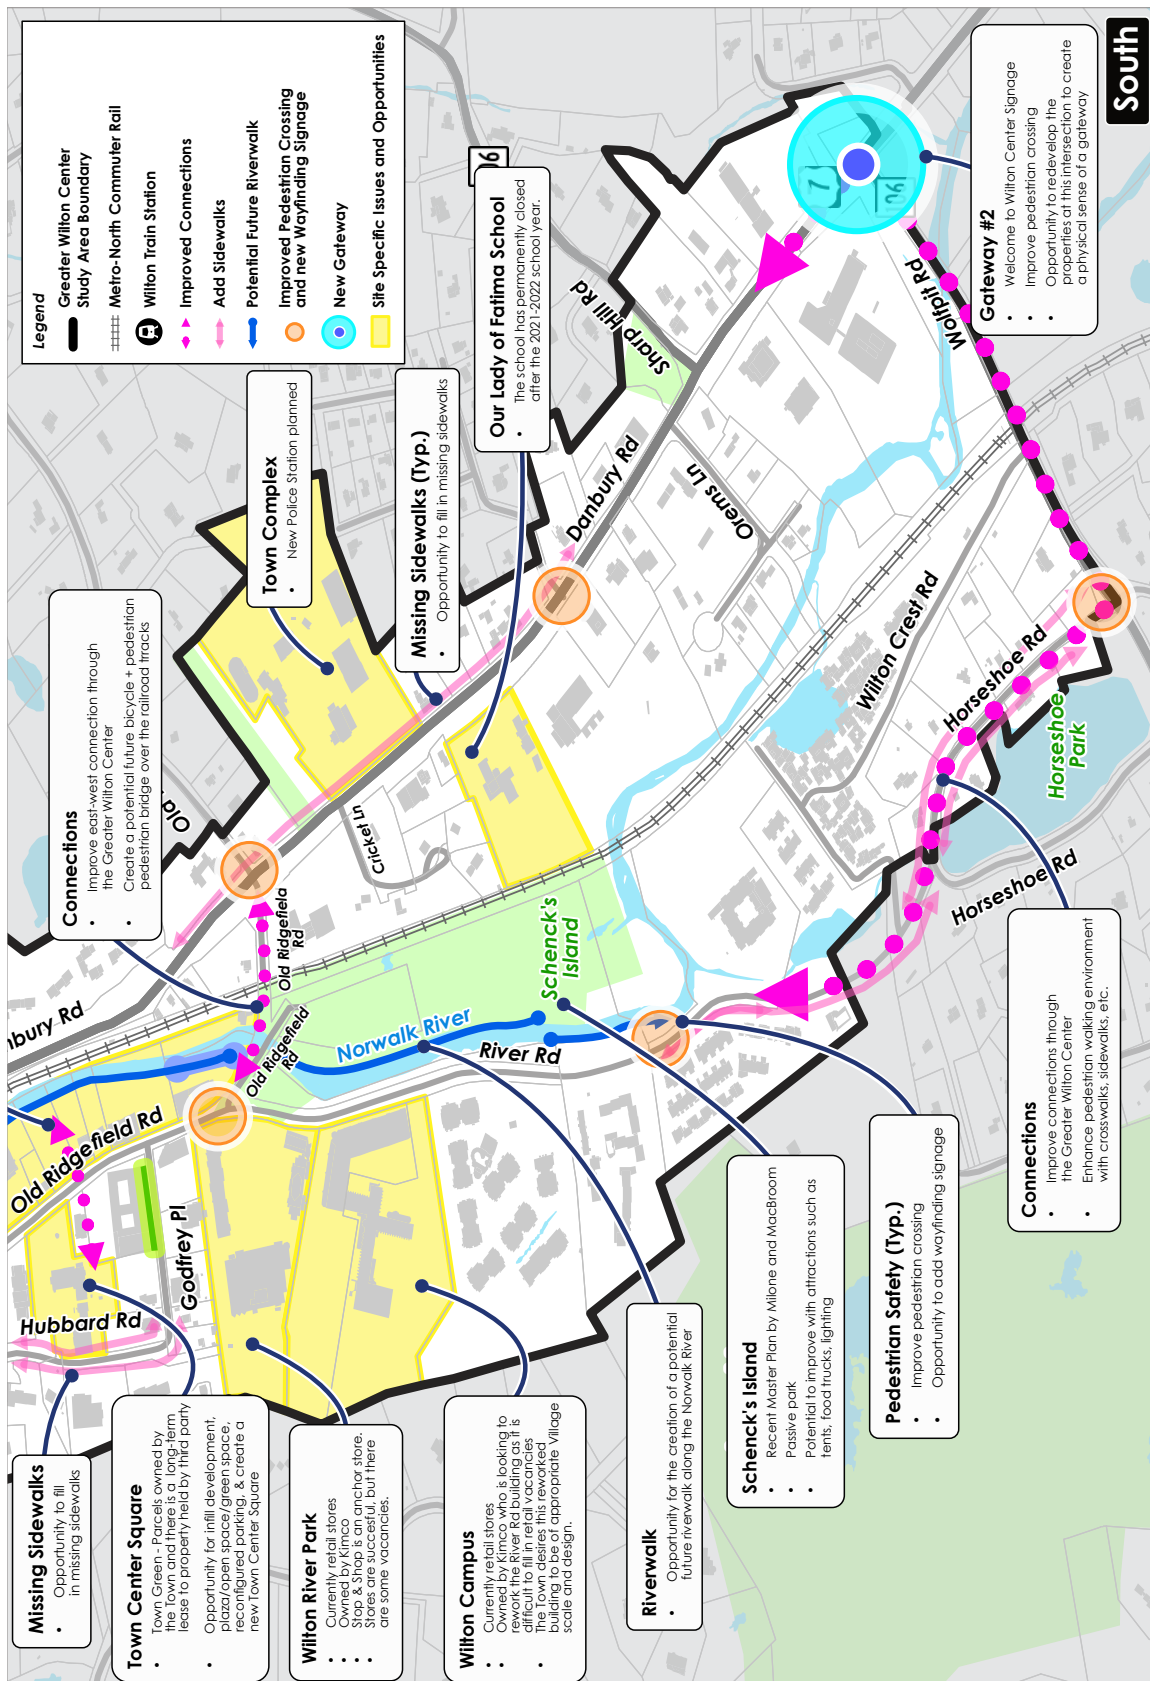 South
Legend
Greater Wilton Center
Study Area Boundary
Metro-North Commuter Rail
Wilton Train Station
Improved Connections
Add Sidewalks
Potential Future Riverwalk
Improved Pedestrian Crossing
and new Wayfinding Signage
New Gateway
Site Specific Issues and Opportunities
Gateway #2
• Welcome to Wilton Center Signage
• Improve pedestrian crossing
• Opportunity to redevelop the
properties at this intersection to create
a physical sense of a gateway
Our Lady of Fatima School
• The school has permanently closed
after the 2021-2022 school year.
Missing Sidewalks (Typ.)
• Opportunity to fill in missing sidewalks
Town Complex
• New Police Station planned
Connections
• Improve east-west connection through
the Greater Wilton Center
• Create a potential future bicycle + pedestrian
pedestrian bridge over the railroad tracks
Missing Sidewalks
• Opportunity to fill
in missing sidewalks
Town Center Square
• Town Green - Parcels owned by
the Town and there is a long-term
lease to property held by third party
• Opportunity for infill development,
plaza/open space/green space,
reconfigured parking, & create a
new Town Center Square
Wilton River Park
• Currently retail stores
• Owned by Kimco
• Stop & Shop is an anchor store.
• Stores are succesful, but there
are some vacancies.
Wilton Campus
• Currently retail stores
• Owned by Kimco who is looking to
rework the River Rd building as it is
difficult to fill in retail vacancies
• The Town desires this reworked
building to be of appropriate Village
scale and design.
Riverwalk
• Opportunity for the creation of a potential
future riverwalk along the Norwalk River
Schenck's Island
• Recent Master Plan by Milone and MacBroom
• Passive park
• Potential to improve with attractions such as
tents, food trucks, lighting
Pedestrian Safety (Typ.)
• Improve pedestrian crossing
• Opportunity to add wayfinding signage
Connections
• Improve connections through
the Greater Wilton Center
• Enhance pedestrian walking environment
with crosswalks, sidewalks, etc.
7
106
06
Wolfpit Rd
Sharp Hill Rd
Danbury Rd
Orems Ln
Wilton Crest Rd
Horseshoe Rd
Horseshoe
Park
Horseshoe Rd
Cricket Ln
Old
nbury Rd
Old Ridgefield
Rd
Old Ridgefield
Rd
Schenck's
Island
Norwalk River
River Rd
Old Ridgefield Rd
Godfrey Pl
Hubbard Rd